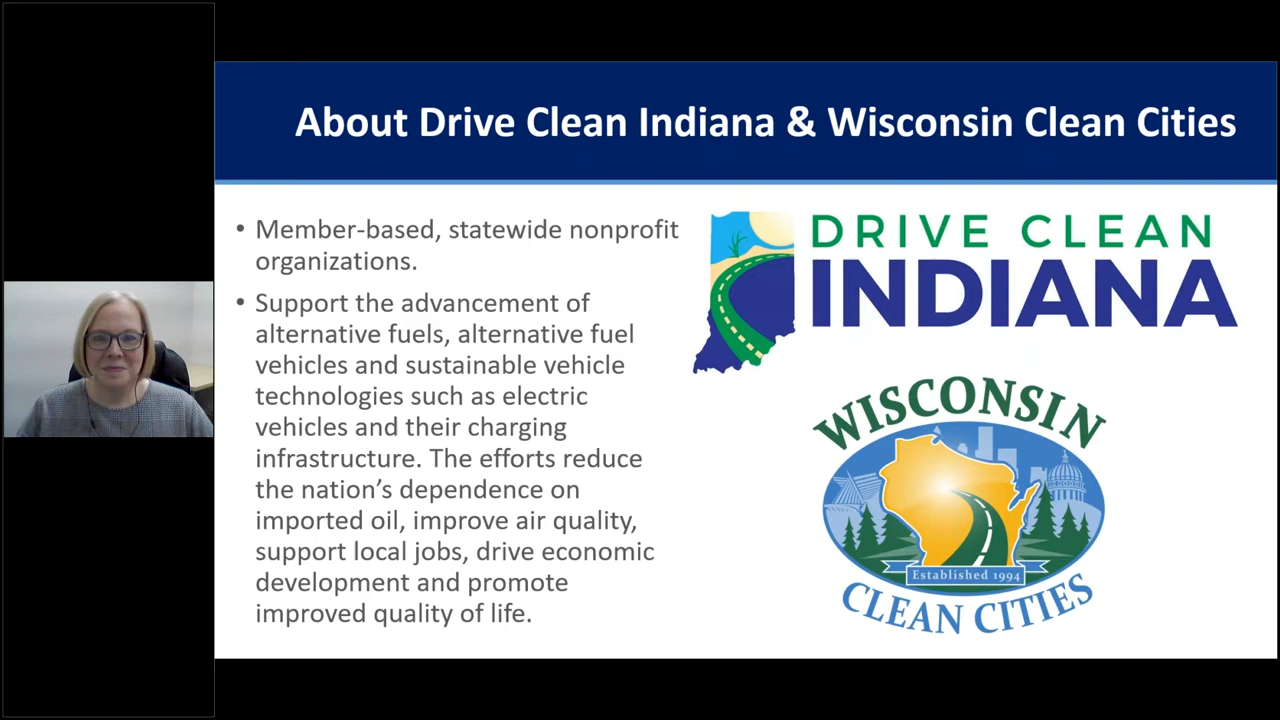 About Drive Clean Indiana & Wisconsin Clean Cities
• Member-based, statewide nonprofit
organizations.
• Support the advancement of
alternative fuels, alternative fuel
vehicles and sustainable vehicle
technologies such as electric
vehicles and their charging
infrastructure. The efforts reduce
the nation’s dependence on
imported oil, improve air quality,
support local jobs, drive economic
development and promote
improved quality of life.
DRIVE CLEAN
INDIANA
WISCONSIN
Established 1994
CLEAN CITIES